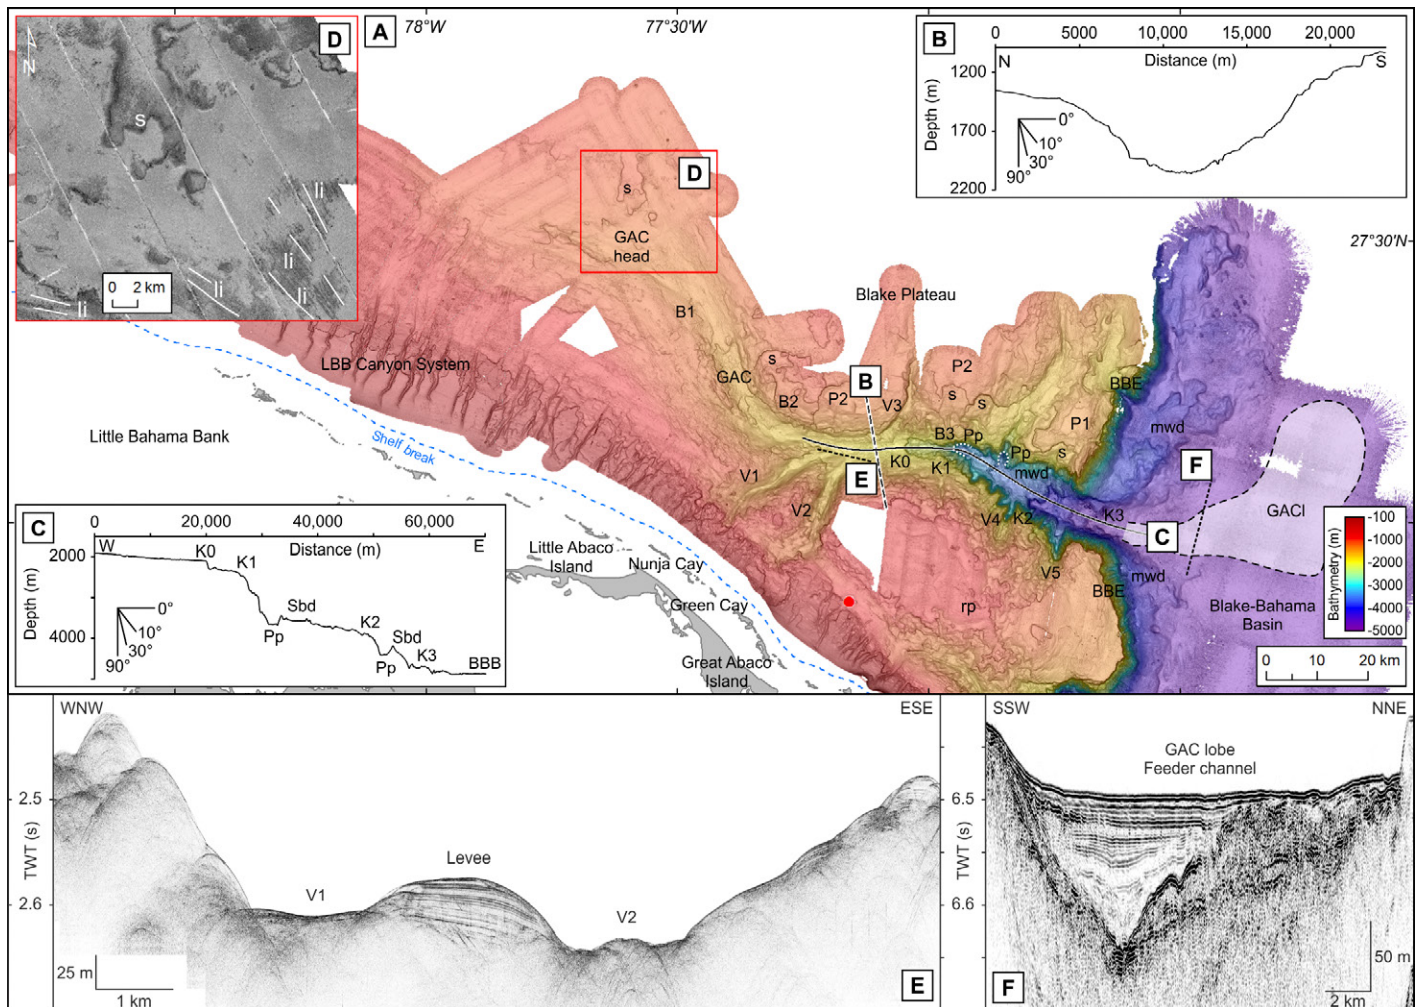 A
78°W
77°30'W
27°30'N
D
N
s
li
li
li
li
li
0 2 km
B
0 5000 10,000 15,000 20,000
Distance (m)
N S
Depth (m)
1200
1700
2200
0°
10°
30°
90°
s
D
GAC
head
B1
Blake Plateau
LBB Canyon System
GAC
s
B2
P2
B
V3
P2
s
s
BBE
P1
s
mwd
B3
Pp
Pp
mwd
K0
K1
E
V1
V2
V4
K2
K3
V5
C
F
GACl
Little Bahama Bank
Shelf break
Little Abaco
Island
Nunja Cay
Green Cay
Great Abaco
Island
rp
BBE
mwd
Blake-Bahama
Basin
Bathymetry (m)
-100
-1000
-2000
-3000
-4000
-5000
0 10 20 km
C
0 20,000 40,000 60,000
Distance (m)
W E
Depth (m)
2000
4000
K0
K1
Sbd
Pp
K2
Sbd
Pp
K3
BBB
0°
10°
30°
90°
WNW ESE
2.5
TWT (s)
2.6
V1
Levee
V2
25 m
1 km
E
SSW NNE
GAC lobe
Feeder channel
6.5
TWT (s)
6.6
50 m
2 km
F